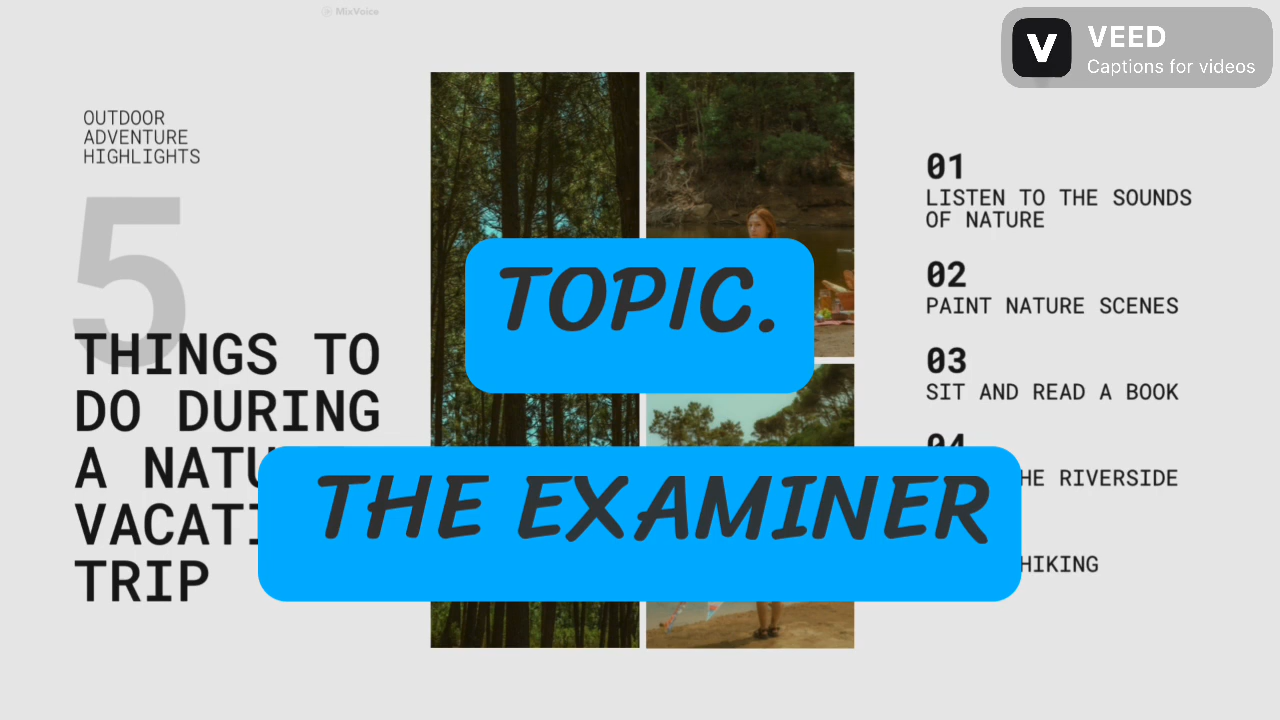 MixVoice
VEED
Captions for videos
OUTDOOR
ADVENTURE
HIGHLIGHTS
5
THINGS TO
DO DURING
A NATU
VACATI
TRIP
TOPIC.
THE EXAMINER
01
LISTEN TO THE SOUNDS
OF NATURE
02
PAINT NATURE SCENES
03
SIT AND READ A BOOK
04
HE RIVERSIDE
HIKING